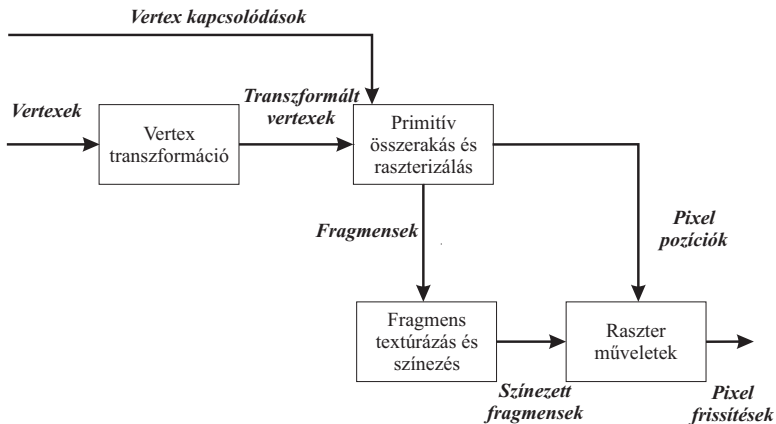 Vertex kapcsolódások
Vertexek
Vertex
transzformáció
Transzformált
vertexek
Primitív
összerakás és
raszterizálás
Fragmensek
Pixel
pozíciók
Fragmens
textúrázás és
színezés
Raszter
műveletek
Színezett
fragmensek
Pixel
frissítések